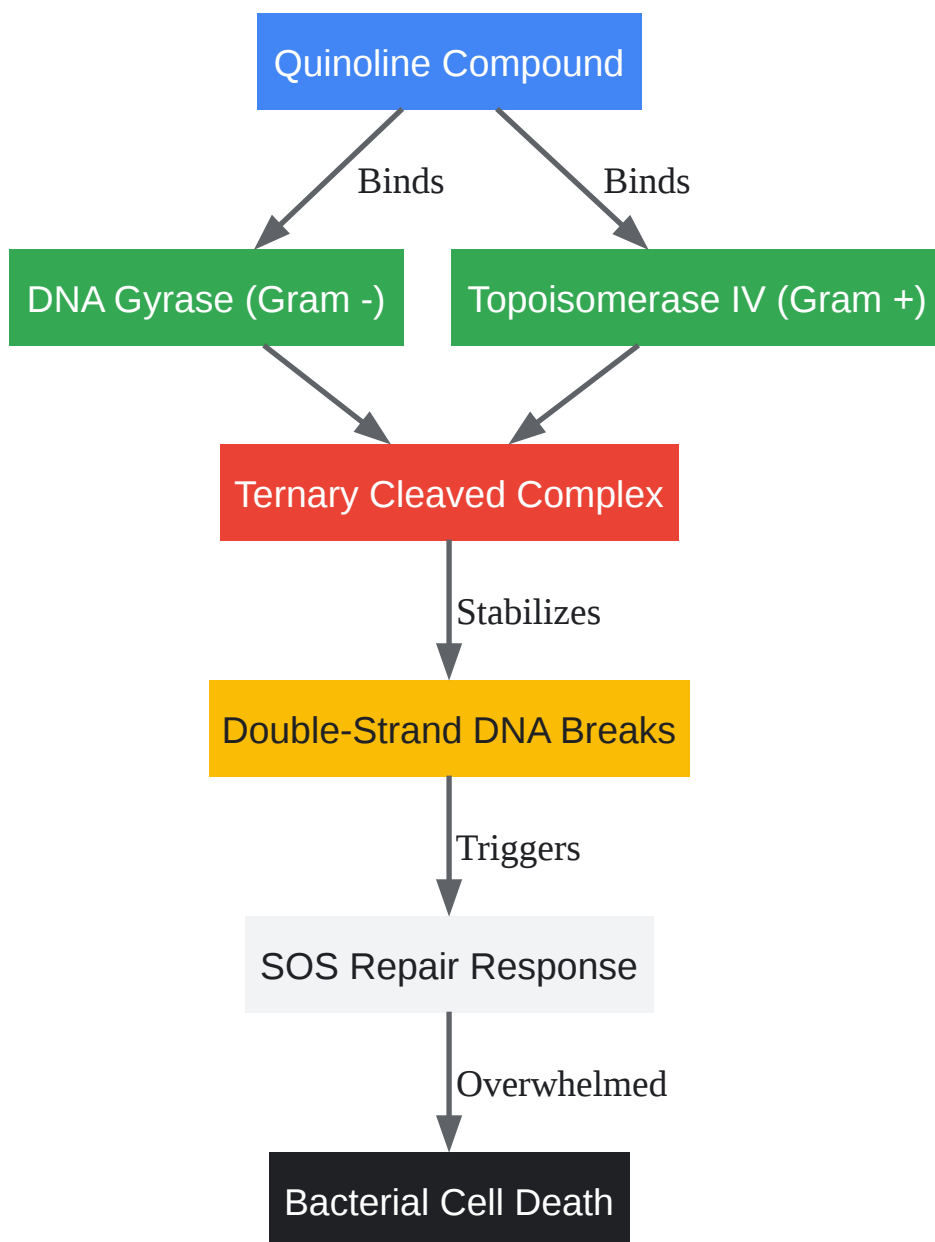 Quinoline Compound
Binds
Binds
DNA Gyrase (Gram -)
Topoisomerase IV (Gram +)
Ternary Cleaved Complex
Stabilizes
Double-Strand DNA Breaks
Triggers
SOS Repair Response
Overwhelmed
Bacterial Cell Death